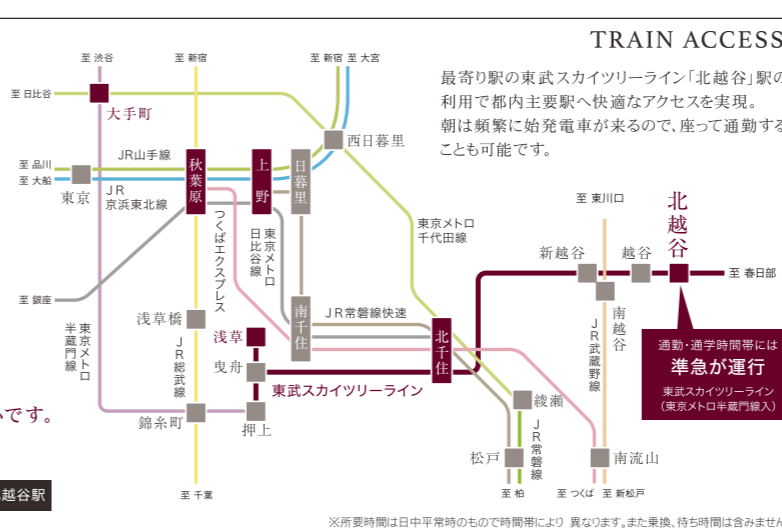 TRAIN ACCESS
最寄り駅の東武スカイツリーライン「北越谷」駅の
利用で都内主要駅へ快適なアクセスを実現。
朝は頻繁に始発電車が来るので、座って通勤する
ことも可能です。
至 渋谷
至 新宿
至 新宿 至 大宮
至 日比谷
大手町
西日暮里
至 品川
至 大船
JR山手線
東京
JR
京浜東北線
秋葉原
上野
日暮里
つくばエクスプレス
東京メトロ
日比谷線
東京メトロ
千代田線
至 東川口
北越谷
新越谷
越谷
至 春日部
至 銀座
東京メトロ
半蔵門線
浅草橋
JR総武線
浅草
曳舟
南千住
JR常磐線快速
北千住
南越谷
JR武蔵野線
東武スカイツリーライン
通勤・通学時間帯には
準急が運行
東武スカイツリーライン
(東京メトロ半蔵門線入)
錦糸町
押上
綾瀬
JR常磐線
松戸
南流山
いです。
越谷駅
至 千葉
至 柏
至 つくば
至 新松戸
※所要時間は日中平常時のもので時間帯により 異なります。また乗換、待ち時間は含みません